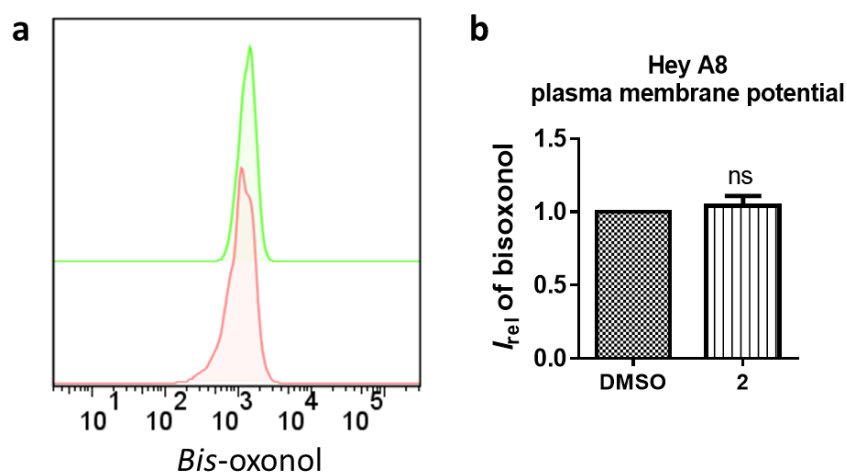 a
10 1 10 2 10 3 10 4 10 5
Bis-oxonol
b
Hey A8
plasma membrane potential
Irel of bisoxonol
1.5
1.0
0.5
0.0
ns
DMSO 2